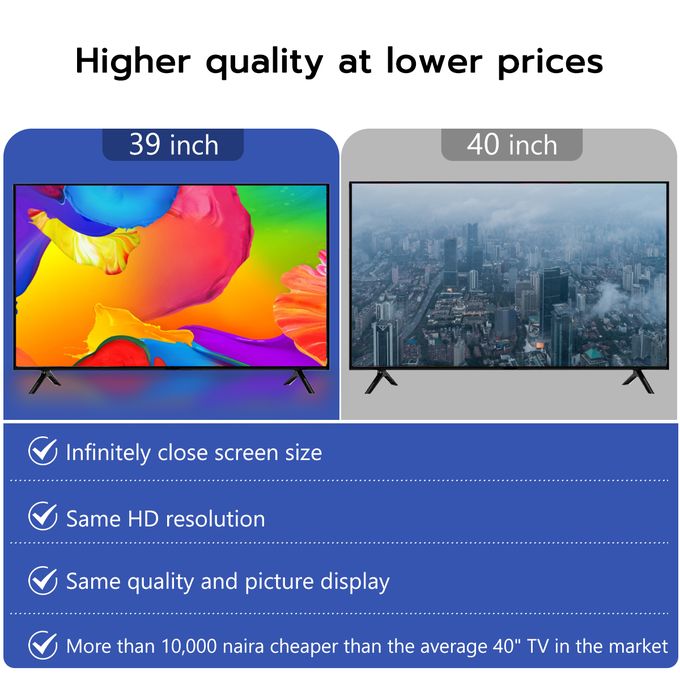 Higher quality at lower prices
39 inch
40 inch
Infinitely close screen size
Same HD resolution
Same quality and picture display
More than 10,000 naira cheaper than the average 40" TV in the market